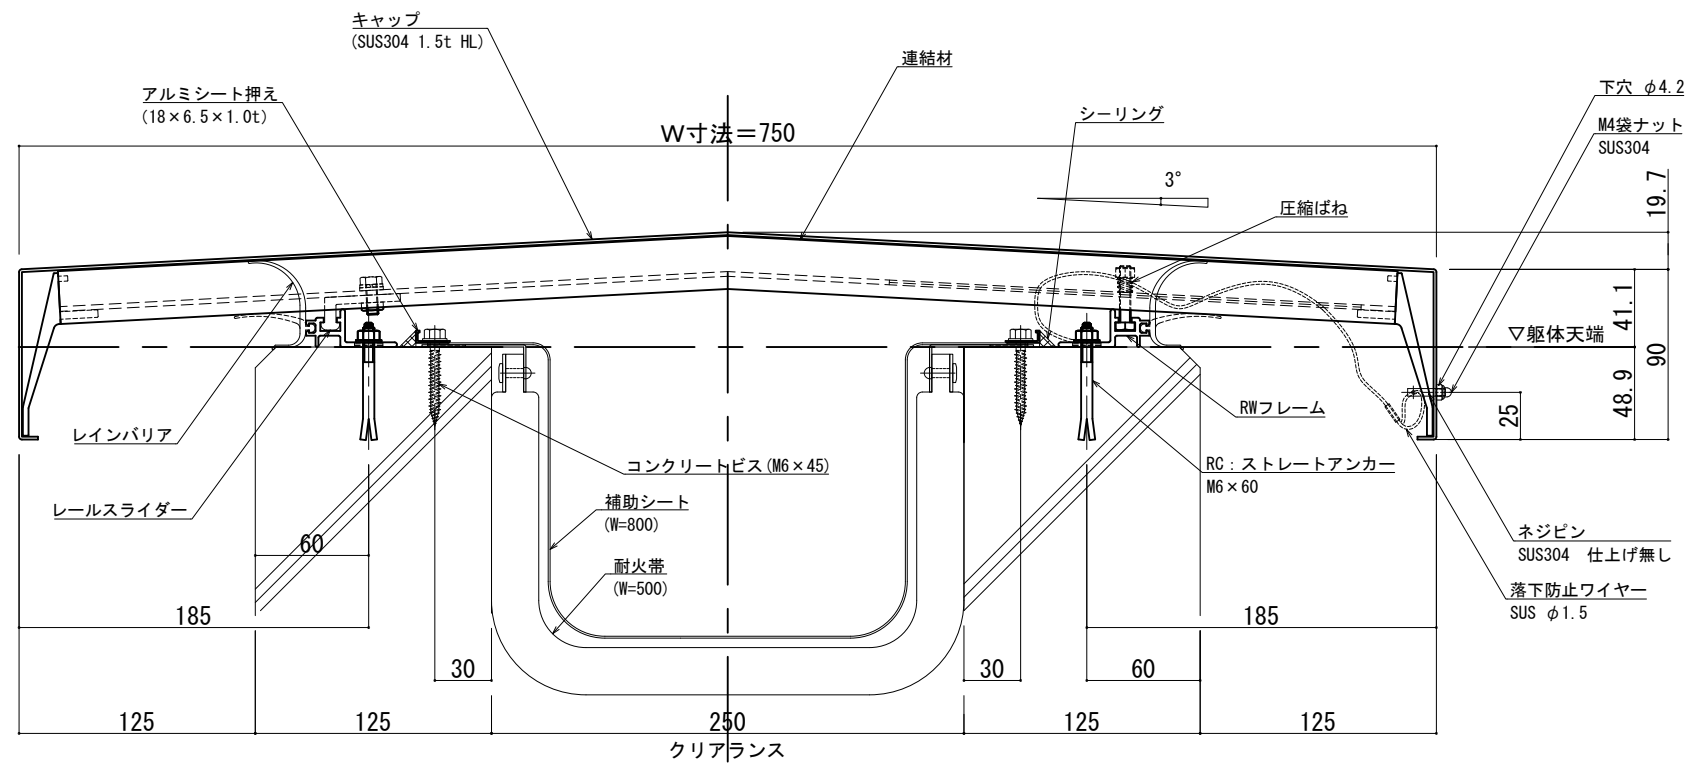 キャップ
(SUS304 1.5t HL)
連結材
アルミシート押え
(18×6.5×1.0t)
シーリング
下穴 φ4.2
M4袋ナット
SUS304
W寸法＝750
3°
19.7
圧縮ばね
41.1
▽躯体天端
90
48.9
25
レインバリア
RWフレーム
コンクリートビス(M6×45)
RC：ストレートアンカー
M6×60
レールスライダー
補助シート
(W=800)
ネジピン
SUS304 仕上げ無し
60
耐火帯
(W=500)
落下防止ワイヤー
SUS φ1.5
185
185
30
30
60
125
125
250
125
125
クリアランス